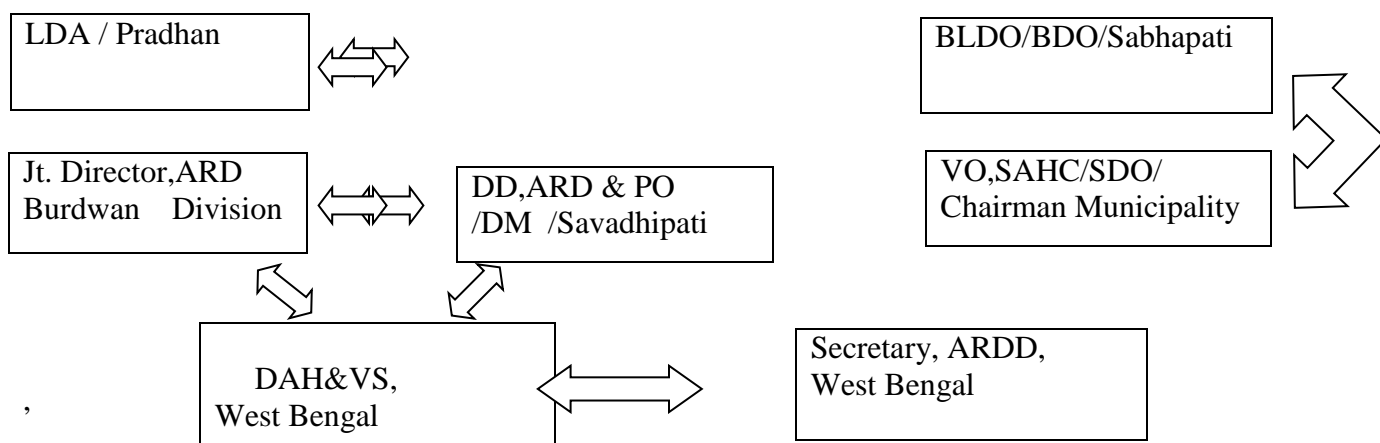 LDA / Pradhan
BLDO/BDO/Sabhapati
Jt. Director,ARD
Burdwan Division
DD,ARD & PO
/DM /Savadhipati
VO,SAHC/SDO/
Chairman Municipality
DAH&VS,
West Bengal
,
Secretary, ARDD,
West Bengal